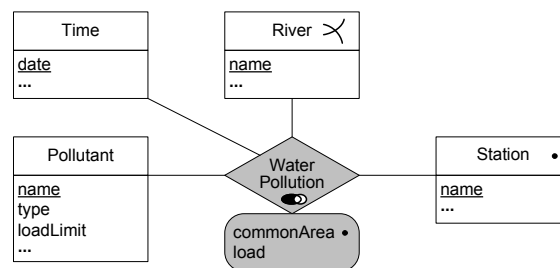 Time
date
...
River
name
...
Pollutant
name
type
loadLimit
...
Water
Pollution
commonArea
load
Station
name
...